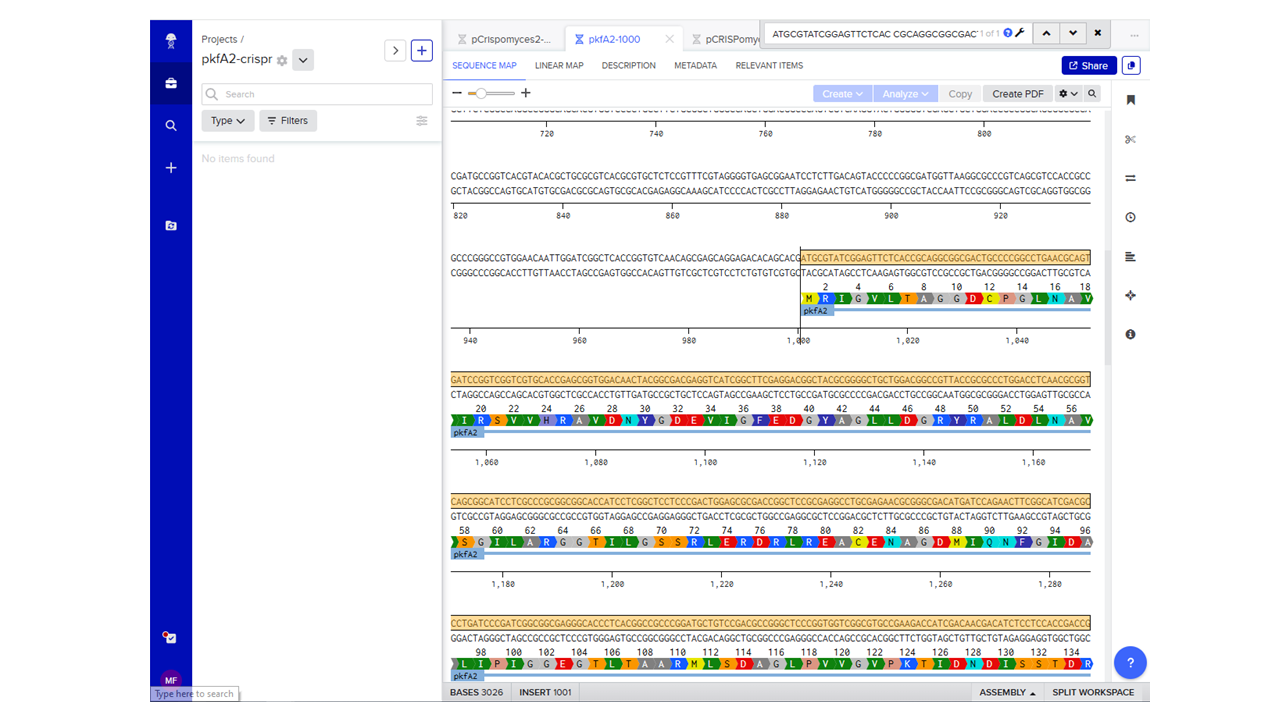 Projects /
pkfA2-crispr
Search
Type
Filters
No items found
MF
Type here to search
pCrispomyces2-...
pkfA2-1000
pCRISPomy
ATGCGTATCGGAGTTCTCAC CGCAGGCGGCGAC
1 of 1
SEQUENCE MAP
LINEAR MAP
DESCRIPTION
METADATA
RELEVANT ITEMS
Share
Create
Analyze
Copy
Create PDF
720 740 760 780 800
CGATGCCGGTCACGTACACGCTGCGCGTCACGCGTGCTCTCCGTTTCGTAGGGGTGAGCGGAATCCTCTTGACAGTACCCCCGGCGATGGTTAAGGCGCCCGTCAGCGTCCACCGCC
GCTACGGCCAGTGCATGTGCGACGCGCAGTGCGCACGAGAGGCAAAGCATCCCCACTCGCCTTAGGAGAACTGTCATGGGGGCCGCTACCAATTCCGCGGGCAGTCGCAGGTGGCGG
820 840 860 880 900 920
GCCCGGGCCGTGGAACAATTGGATCGGCTCACCGGTGTCAACAGCGAGCAGGAGACACAGCACGATGCGTATCGGAGTTCTCACCGCAGGCGGCGACTGCCCCGGCCTGAACGCAGT
CGGGCCCGGCACCTTGTTAACCTAGCCGAGTGGCCACAGTTGTCGCTCGTCCTCTGTGTCGTGCTACGCATAGCCTCAAGAGTGGCGTCCGCCGCTGACGGGGCCGGACTTGCGTCA
2 4 6 8 10 12 14 16 18
M R I G V L T A G G D C P G L N A V
pkfA2
940 960 980 1,000 1,020 1,040
GATCCGGTCGGTCGTGCACCGAGCGGTGGACAACTACGGCGACGAGGTCATCGGCTTCGAGGACGGCTACGCGGGGCTGCTGGACGGCCGTTACCGCGCCCTGGACCTCAACGCGGT
CTAGGCCAGCCAGCACGTGGCTCGCCACCTGTTGATGCCGCTGCTCCAGTAGCCGAAGCTCCTGCCGATGCGCCCCGACGACCTGCCGGCAATGGCGCGGGACCTGGAGTTGCGCCA
20 22 24 26 28 30 32 34 36 38 40 42 44 46 48 50 52 54 56
I R S V V H R A V D N Y G D E V I G F E D G Y A G L L D G R Y R A L D L N A V
pkfA2
1,060 1,080 1,100 1,120 1,140 1,160
CAGCGGCATCCTCGCCCGCGGCGGCACCATCCTCGGCTCCTCCCGACTGGAGCGCGACCGGCTCCGCGAGGCCTGCGAGAACGCGGGCGACATGATCCAGAACTTCGGCATCGACGC
GTCGCCGTAGGAGCGGGCGCCGCCGTGGTAGGAGCCGAGGAGGGCTGACCTCGCGCTGGCCGAGGCGCTCCGGACGCTCTTGCGCCCGCTGTACTAGGTCTTGAAGCCGTAGCTGCG
58 60 62 64 66 68 70 72 74 76 78 80 82 84 86 88 90 92 94 96
S G I L A R G G T I L G S S R L E R D R L R E A C E N A G D M I Q N F G I D A
pkfA2
1,180 1,200 1,220 1,240 1,260 1,280
CCTGATCCCGATCGGCGGCGAGGGCACCCTCACGGCCGCCCGGATGCTGTCCGACGCCGGGCTCCCGGTGGTCGGCGTGCCGAAGACCATCGACAACGACATCTCCTCCACCGACCG
GGACTAGGGCTAGCCGCCGCTCCCGTGGGAGTGCCGGCGGGCCTACGACAGGCTGCGGCCCGAGGGCCACCAGCCGCACGGCTTCTGGTAGCTGTTGCTGTAGAGGAGGTGGCTGGC
98 100 102 104 106 108 110 112 114 116 118 120 122 124 126 128 130 132 134
L I P I G G E G T L T A A R M L S D A G L P V V G V P K T I D N D I S S T D R
pkfA2
BASES 3026
INSERT 1001
ASSEMBLY
SPLIT WORKSPACE
?